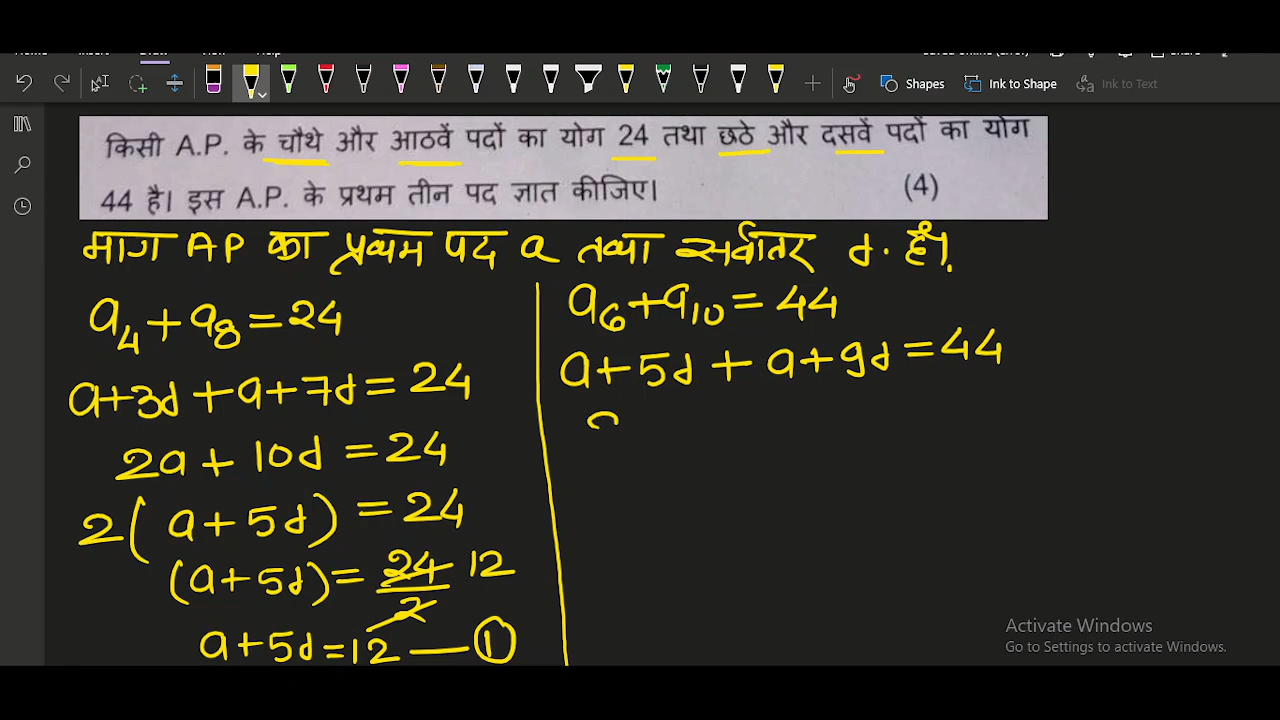 Saved online (error)
Shapes Ink to Shape Ink to Text
किसी A.P. के चौथे और आठवें पदों का योग 24 तथा छठे और दसवें पदों का योग
44 है। इस A.P. के प्रथम तीन पद ज्ञात कीजिए। (4)
माना AP का प्रथम पद a तथा सर्वातर d. है।
a₄+a₈=24
a+3d+a+7d=24
2a+10d=24
2(a+5d)=24
(a+5d)=24/2 12
a+5d=12 — ①
a₆+a₁₀=44
a+5d+a+9d=44
Activate Windows
Go to Settings to activate Windows.